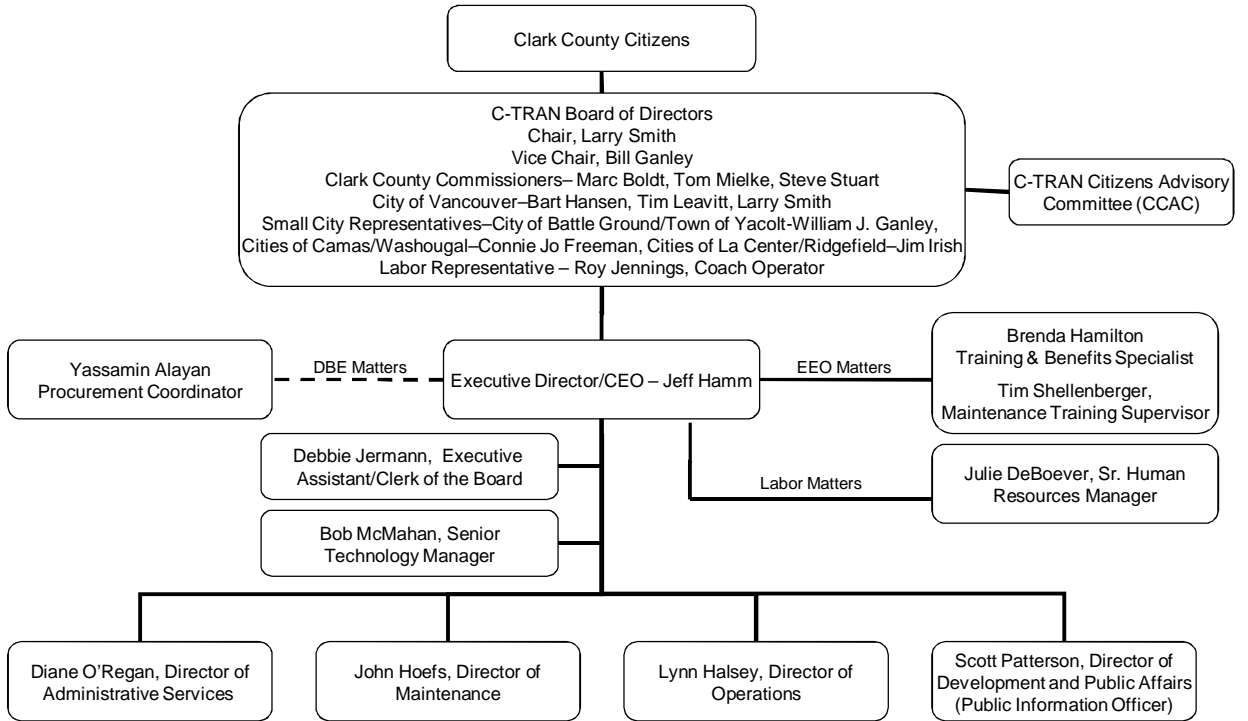 Clark County Citizens
C-TRAN Board of Directors
Chair, Larry Smith
Vice Chair, Bill Ganley
Clark County Commissioners– Marc Boldt, Tom Mielke, Steve Stuart
City of Vancouver–Bart Hansen, Tim Leavitt, Larry Smith
Small City Representatives–City of Battle Ground/Town of Yacolt-William J. Ganley,
Cities of Camas/Washougal–Connie Jo Freeman, Cities of La Center/Ridgefield–Jim Irish
Labor Representative – Roy Jennings, Coach Operator
C-TRAN Citizens Advisory
Committee (CCAC)
Yassamin Alayan
Procurement Coordinator
DBE Matters
Executive Director/CEO – Jeff Hamm
EEO Matters
Brenda Hamilton
Training & Benefits Specialist
Tim Shellenberger,
Maintenance Training Supervisor
Debbie Jermann,  Executive
Assistant/Clerk of the Board
Labor Matters
Julie DeBoever, Sr. Human
Resources Manager
Bob McMahan, Senior
Technology Manager
Diane O’Regan, Director of
Administrative Services
John Hoefs, Director of
Maintenance
Lynn Halsey, Director of
Operations
Scott Patterson, Director of
Development and Public Affairs
(Public Information Officer)